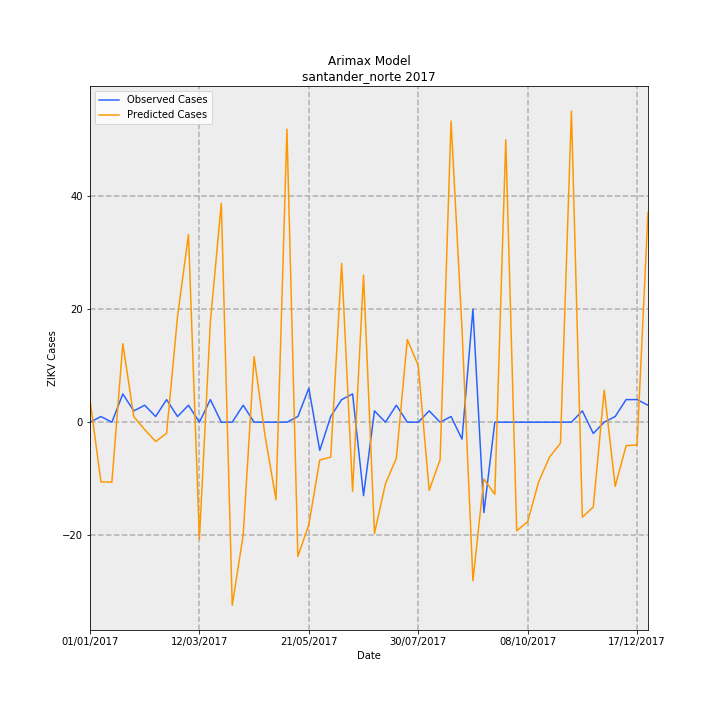 Arimax Model
santander_norte 2017
Observed Cases
Predicted Cases
ZIKV Cases
40
20
0
−20
01/01/2017
12/03/2017
21/05/2017
30/07/2017
08/10/2017
17/12/2017
Date